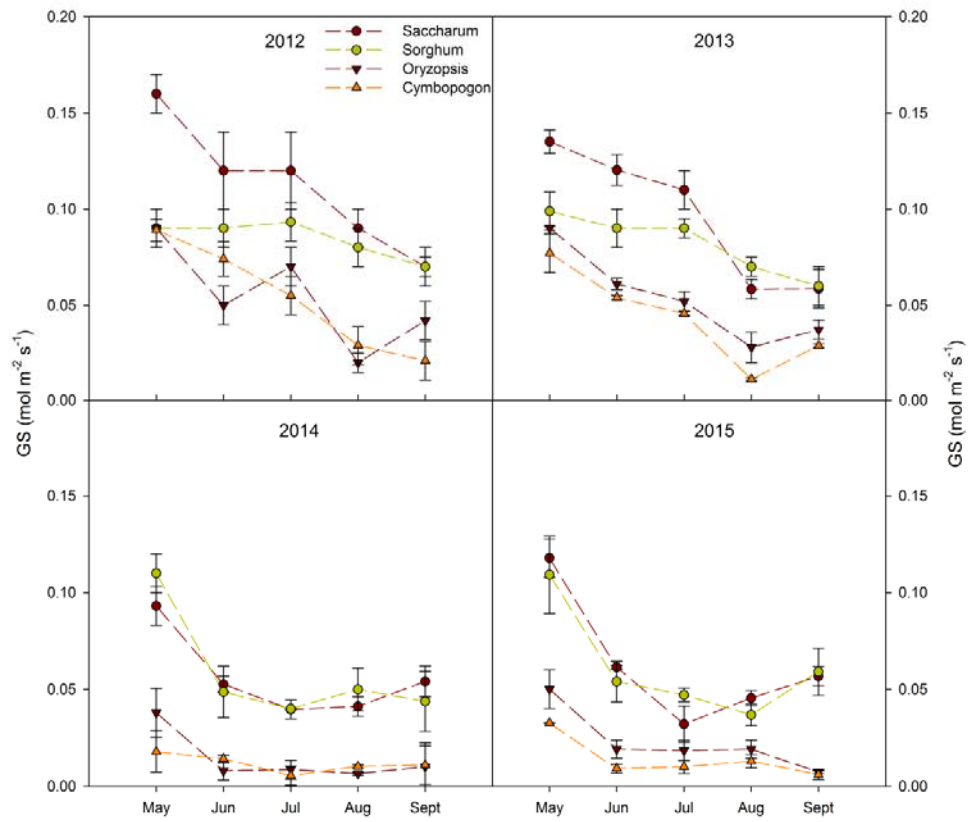 0.20
0.15
0.10
0.05
0.00
2012
Saccharum
Sorghum
Oryzopsis
Cymbopogon
2013
0.20
0.15
0.10
0.05
0.00
GS (mol m⁻² s⁻¹)
GS (mol m⁻² s⁻¹)
2014
0.15
0.10
0.05
0.00
2015
0.15
0.10
0.05
0.00
May Jun Jul Aug Sept
May Jun Jul Aug Sept